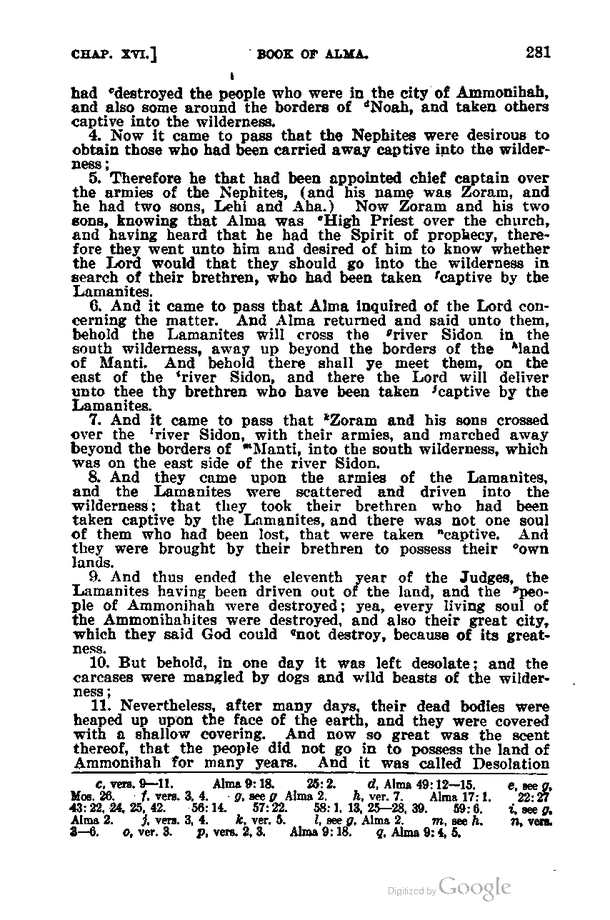 CHAP. XVI.] BOOK OF ALMA. 281
had ᶜdestroyed the people who were in the city of Ammonihah,
and also some around the borders of ᵈNoah, and taken others
captive into the wilderness.
4. Now it came to pass that the Nephites were desirous to
obtain those who had been carried away captive into the wilder-
ness;
5. Therefore he that had been appointed chief captain over
the armies of the Nephites, (and his name was Zoram, and
he had two sons, Lehi and Aha.) Now Zoram and his two
sons, knowing that Alma was ᵉHigh Priest over the church,
and having heard that he had the Spirit of prophecy, there-
fore they went unto him and desired of him to know whether
the Lord would that they should go into the wilderness in
search of their brethren, who had been taken ᶠcaptive by the
Lamanites.
6. And it came to pass that Alma inquired of the Lord con-
cerning the matter. And Alma returned and said unto them,
behold the Lamanites will cross the ᵍriver Sidon in the
south wilderness, away up beyond the borders of the ʰland
of Manti. And behold there shall ye meet them, on the
east of the ⁱriver Sidon, and there the Lord will deliver
unto thee thy brethren who have been taken ʲcaptive by the
Lamanites.
7. And it came to pass that ᵏZoram and his sons crossed
over the ˡriver Sidon, with their armies, and marched away
beyond the borders of ᵐManti, into the south wilderness, which
was on the east side of the river Sidon.
8. And they came upon the armies of the Lamanites,
and the Lamanites were scattered and driven into the
wilderness; that they took their brethren who had been
taken captive by the Lamanites, and there was not one soul
of them who had been lost, that were taken ⁿcaptive. And
they were brought by their brethren to possess their ᵒown
lands.
9. And thus ended the eleventh year of the Judges, the
Lamanites having been driven out of the land, and the ᵖpeo-
ple of Ammonihah were destroyed; yea, every living soul of
the Ammonihahites were destroyed, and also their great city,
which they said God could 𐞥not destroy, because of its great-
ness.
10. But behold, in one day it was left desolate; and the
carcases were mangled by dogs and wild beasts of the wilder-
ness;
11. Nevertheless, after many days, their dead bodies were
heaped up upon the face of the earth, and they were covered
with a shallow covering. And now so great was the scent
thereof, that the people did not go in to possess the land of
Ammonihah for many years. And it was called Desolation
c, vers. 9—11. Alma 9:18. 25:2. d, Alma 49:12—15. e, see g,
Mos. 26. f, vers. 3, 4. g, see g Alma 2. h, ver. 7. Alma 17:1. 22:27
43:22, 24, 25, 42. 56:14. 57:22. 58:1, 13, 25—28, 39. 59:6. i, see g,
Alma 2. j, vers. 3, 4. k, ver. 5. l, see g, Alma 2. m, see h. n, vers.
3—6. o, ver. 3. p, vers. 2, 3. Alma 9:18. q, Alma 9:4, 5.
Digitized by Google